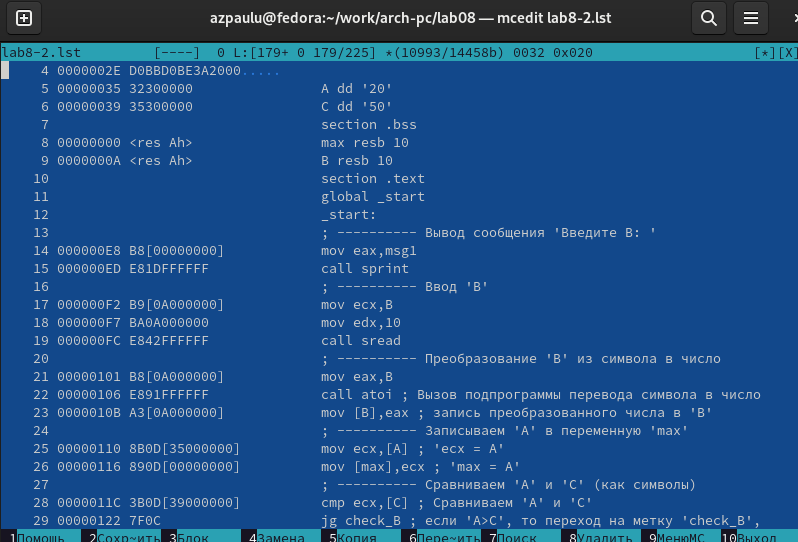 azpaulu@fedora:~/work/arch-pc/lab08 — mcedit lab8-2.lst
lab8-2.lst [----] 0 L:[179+ 0 179/225] *(10993/14458b) 0032 0x020 [*][X]
4 0000002E D0BBD0BE3A2000.....
5 00000035 32300000 A dd '20'
6 00000039 35300000 C dd '50'
7 section .bss
8 00000000 <res Ah> max resb 10
9 0000000A <res Ah> B resb 10
10 section .text
11 global _start
12 _start:
13 ; ---------- Вывод сообщения 'Введите B: '
14 000000E8 B8[00000000] mov eax,msg1
15 000000ED E81DFFFFFF call sprint
16 ; ---------- Ввод 'B'
17 000000F2 B9[0A000000] mov ecx,B
18 000000F7 BA0A000000 mov edx,10
19 000000FC E842FFFFFF call sread
20 ; ---------- Преобразование 'B' из символа в число
21 00000101 B8[0A000000] mov eax,B
22 00000106 E891FFFFFF call atoi ; Вызов подпрограммы перевода символа в число
23 0000010B A3[0A000000] mov [B],eax ; запись преобразованного числа в 'B'
24 ; ---------- Записываем 'A' в переменную 'max'
25 00000110 8B0D[35000000] mov ecx,[A] ; 'ecx = A'
26 00000116 890D[00000000] mov [max],ecx ; 'max = A'
27 ; ---------- Сравниваем 'A' и 'С' (как символы)
28 0000011C 3B0D[39000000] cmp ecx,[C] ; Сравниваем 'A' и 'С'
29 00000122 7F0C jg check_B ; если 'A>C', то переход на метку 'check_B',
1Помощь 2Сохр~ить 3Блок 4Замена 5Копия 6Пере~ить 7Поиск 8Удалить 9МенюMC 10Выход